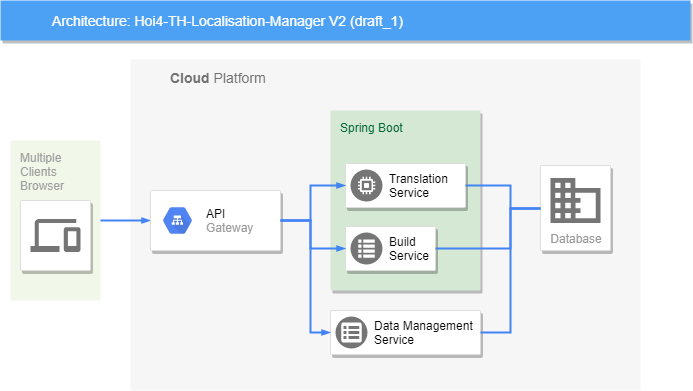 Architecture: Hoi4-TH-Localisation-Manager V2 (draft_1)
Cloud Platform
Multiple
Clients
Browser
API
Gateway
Spring Boot
Translation
Service
Build
Service
Data Management
Service
Database